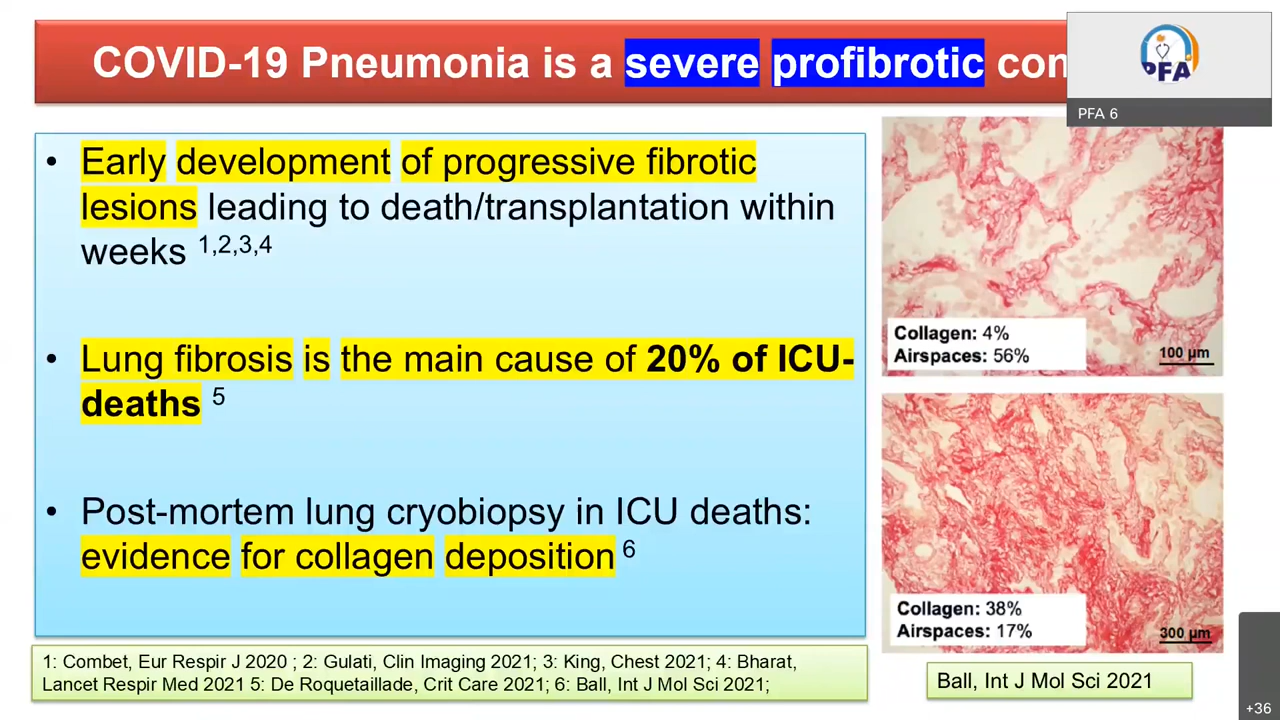 COVID-19 Pneumonia is a severe profibrotic con
PFA
PFA 6
• Early development of progressive fibrotic
lesions leading to death/transplantation within
weeks 1,2,3,4
• Lung fibrosis is the main cause of 20% of ICU-
deaths 5
• Post-mortem lung cryobiopsy in ICU deaths:
evidence for collagen deposition 6
Collagen: 4%
Airspaces: 56%
100 µm
Collagen: 38%
Airspaces: 17%
300 µm
1: Combet, Eur Respir J 2020 ; 2: Gulati, Clin Imaging 2021; 3: King, Chest 2021; 4: Bharat,
Lancet Respir Med 2021 5: De Roquetaillade, Crit Care 2021; 6: Ball, Int J Mol Sci 2021;
Ball, Int J Mol Sci 2021
+36